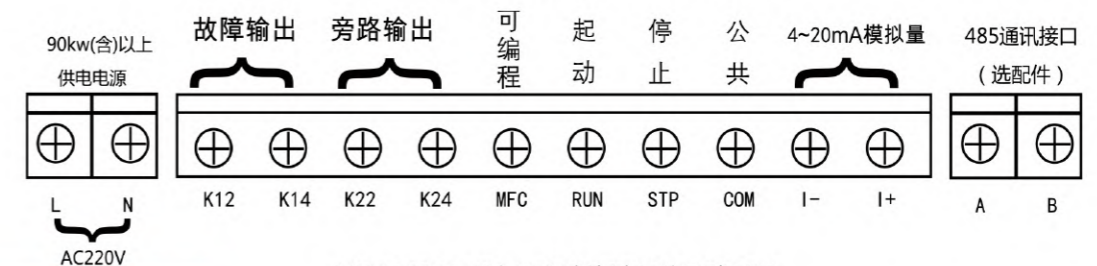 90kw(含)以上
供电电源
故障输出
旁路输出
可编程
起动
停止
公共
4~20mA模拟量
485通讯接口
(选配件)
L
N
K12
K14
K22
K24
MFC
RUN
STP
COM
I-
I+
A
B
AC220V